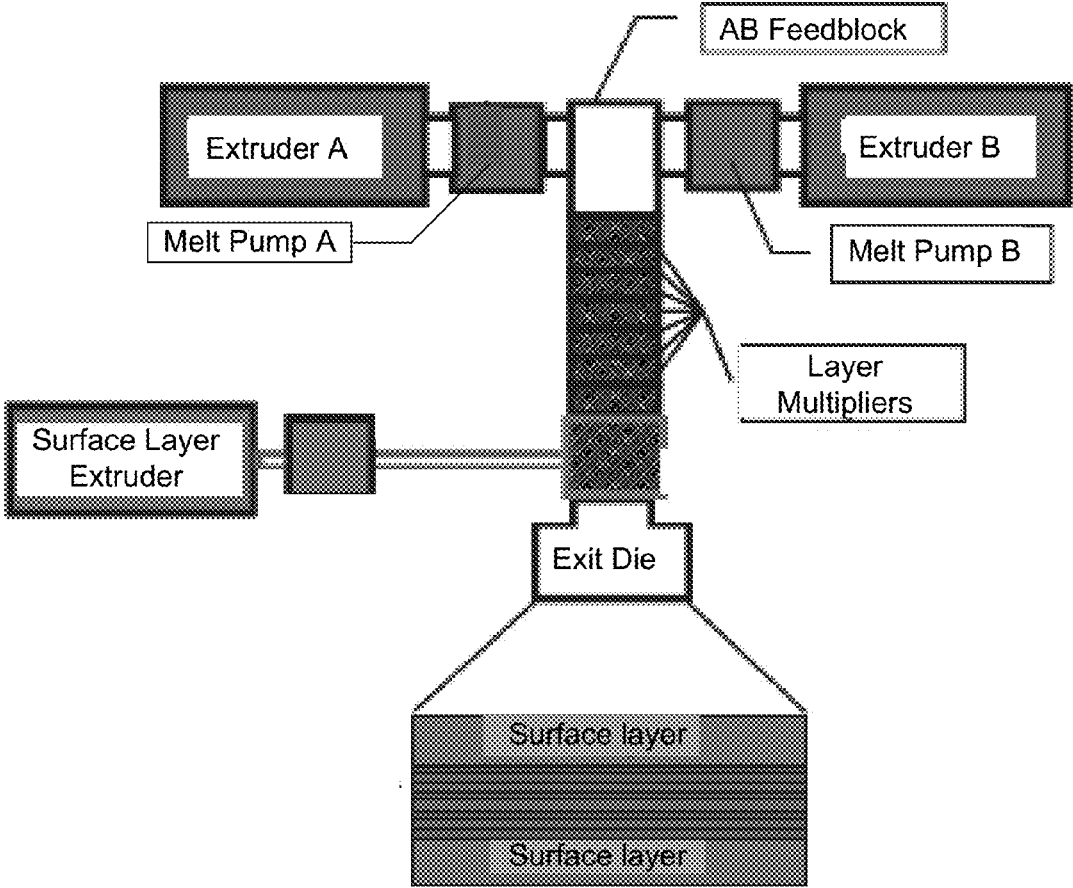 AB Feedblock
Extruder A
Extruder B
Melt Pump A
Melt Pump B
Layer
Multipliers
Surface Layer
Extruder
Exit Die
Surface layer
Surface layer